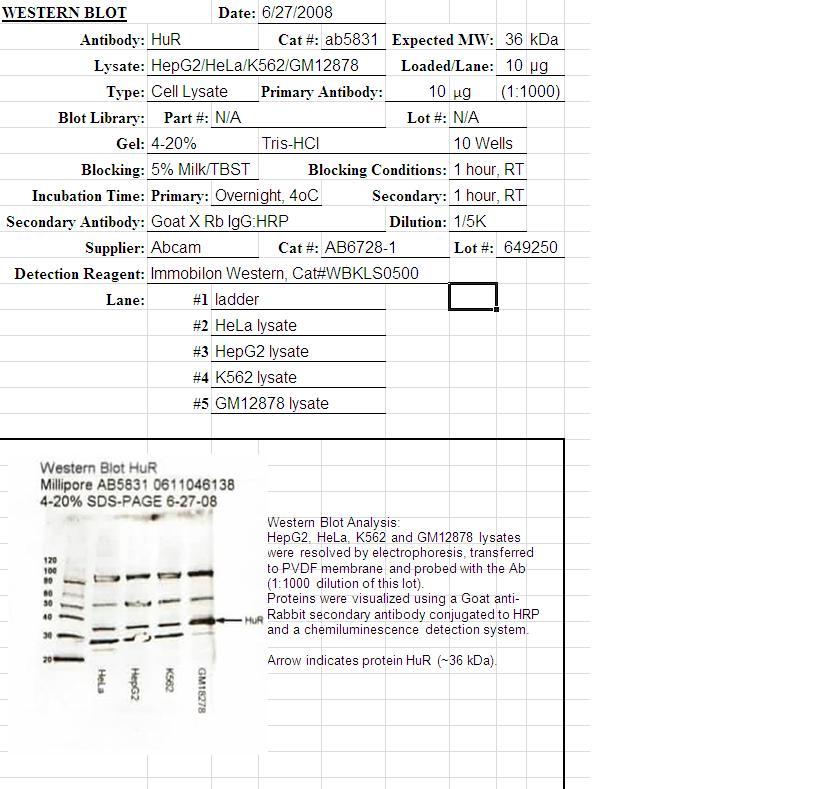 WESTERN BLOT Date: 6/27/2008
Antibody: HuR Cat #: ab5831 Expected MW: 36 kDa
Lysate: HepG2/HeLa/K562/GM12878 Loaded/Lane: 10 µg
Type: Cell Lysate Primary Antibody: 10 µg (1:1000)
Blot Library: Part #: N/A Lot #: N/A
Gel: 4-20% Tris-HCl 10 Wells
Blocking: 5% Milk/TBST Blocking Conditions: 1 hour, RT
Incubation Time: Primary: Overnight, 4oC Secondary: 1 hour, RT
Secondary Antibody: Goat X Rb IgG:HRP Dilution: 1/5K
Supplier: Abcam Cat #: AB6728-1 Lot #: 649250
Detection Reagent: Immobilon Western, Cat#WBKLS0500
Lane: #1 ladder
#2 HeLa lysate
#3 HepG2 lysate
#4 K562 lysate
#5 GM12878 lysate
Western Blot HuR
Millipore AB5831 0611046138
4-20% SDS-PAGE 6-27-08
120
100
80
60
50
40
30
20
HuR
HeLa
HepG2
K562
GM18278
Western Blot Analysis:
HepG2, HeLa, K562 and GM12878 lysates
were resolved by electrophoresis, transferred
to PVDF membrane and probed with the Ab
(1:1000 dilution of this lot).
Proteins were visualized using a Goat anti-
Rabbit secondary antibody conjugated to HRP
and a chemiluminescence detection system.
Arrow indicates protein HuR (~36 kDa).